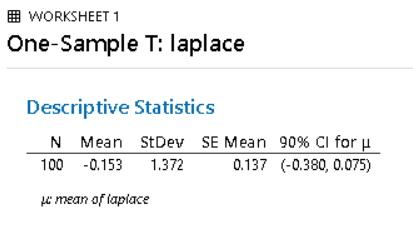 WORKSHEET 1
One-Sample T: laplace
Descriptive Statistics
N Mean StDev SE Mean 90% CI for μ
100 -0.153 1.372 0.137 (-0.380, 0.075)
μ: mean of laplace